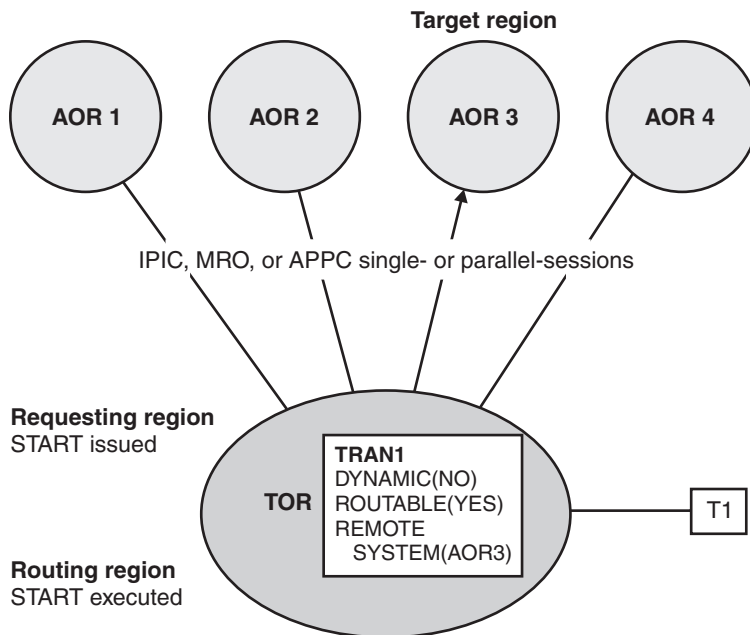 Target region
AOR 1
AOR 2
AOR 3
AOR 4
IPIC, MRO, or APPC single- or parallel-sessions
Requesting region
START issued
TOR
TRAN1
DYNAMIC(NO)
ROUTABLE(YES)
REMOTE
SYSTEM(AOR3)
T1
Routing region
START executed